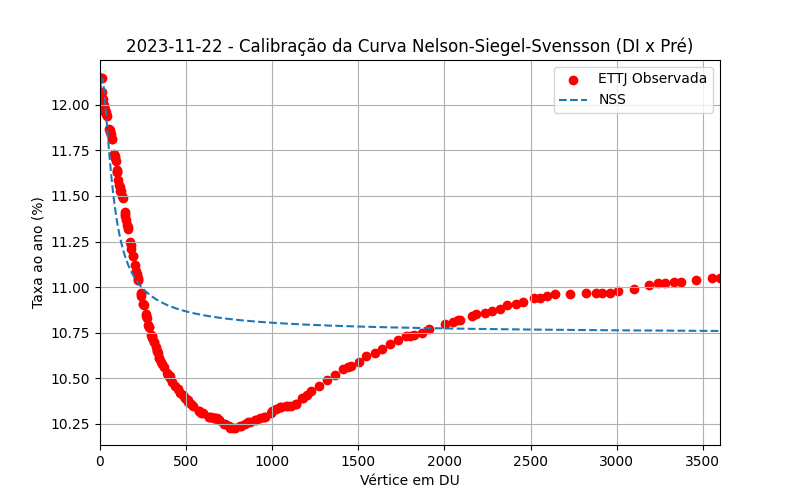 2023-11-22 - Calibração da Curva Nelson-Siegel-Svensson (DI x Pré)
ETTJ Observada
NSS
Taxa ao ano (%)
12.00
11.75
11.50
11.25
11.00
10.75
10.50
10.25
0 500 1000 1500 2000 2500 3000 3500
Vértice em DU